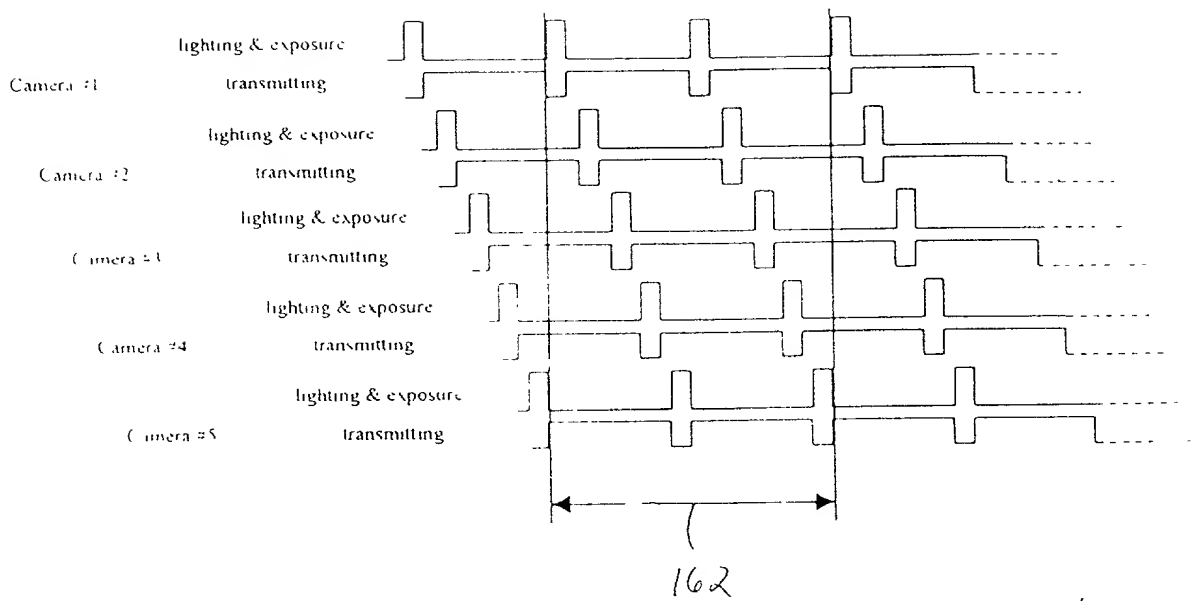 lighting & exposure
Camera #1 transmitting
lighting & exposure
Camera #2 transmitting
lighting & exposure
Camera #3 transmitting
lighting & exposure
Camera #4 transmitting
lighting & exposure
Camera #5 transmitting
162